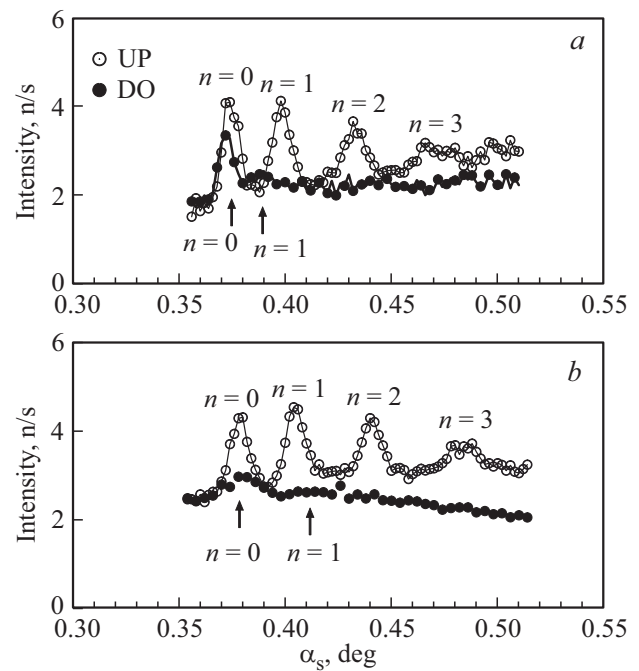 6
a
UP
DO
n = 0
n = 1
n = 2
n = 3
4
2
n = 0
n = 1
0
Intensity, n/s
0.30
0.35
0.40
0.45
0.50
0.55
6
b
n = 0
n = 1
n = 2
n = 3
4
2
n = 0
n = 1
0
Intensity, n/s
0.30
0.35
0.40
0.45
0.50
0.55
αs, deg